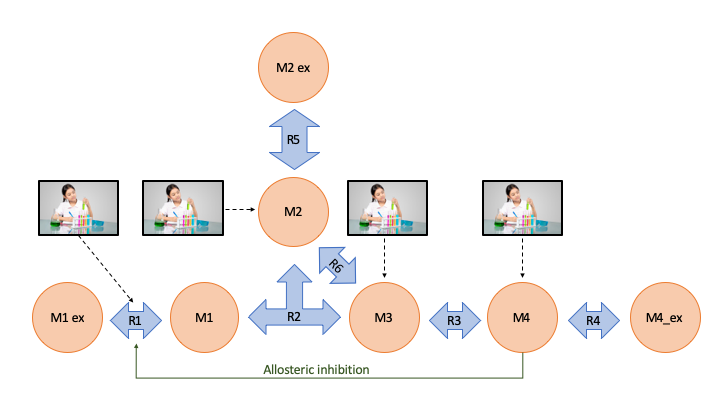 M2 ex
R5
M2
R6
M1 ex
R1
M1
R2
M3
R3
M4
R4
M4_ex
Allosteric inhibition